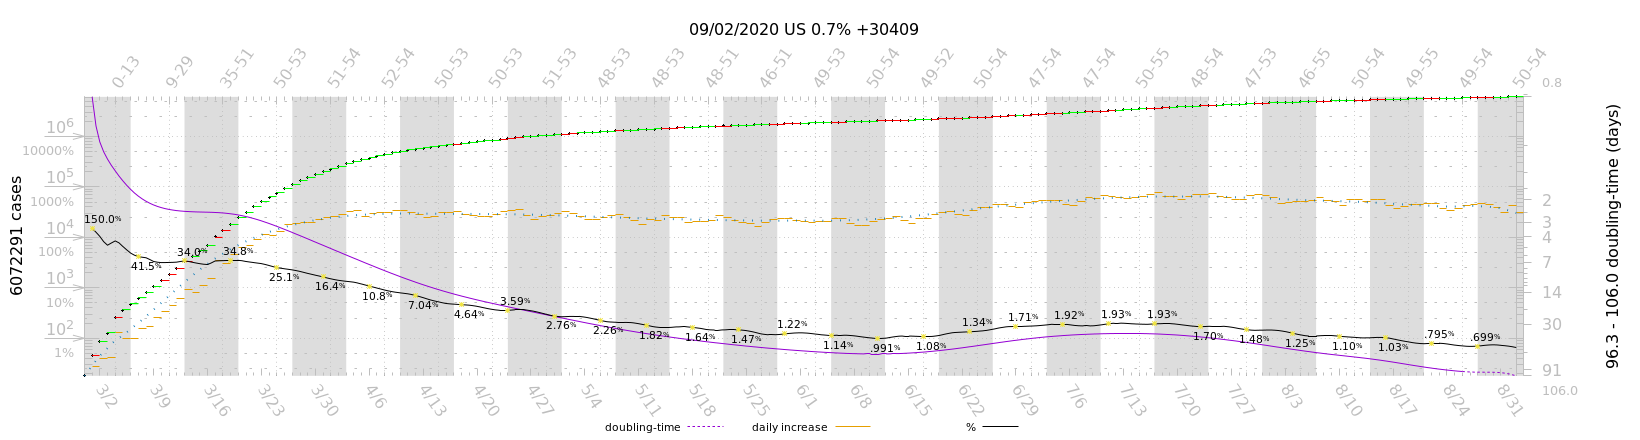 09/02/2020 US 0.7% +30409
0-13 9-29 35-51 50-53 51-54 52-54 50-53 50-53 51-53 48-53 48-53 48-51 46-51 49-53 50-54 49-52 50-54 47-54 47-54 50-53 48-54 47-53 46-55 50-54 49-55 49-54 50-54
0.8
10⁶
10000%
10⁵
1000%
10⁴
100%
10³
10%
10²
1%
6072291 cases
150.0% 41.5% 34.0% 34.8% 25.1% 16.4% 10.8% 7.04% 4.64% 3.59% 2.76% 2.26% 1.82% 1.64% 1.47% 1.22% 1.14% .991% 1.08% 1.34% 1.71% 1.92% 1.93% 1.93% 1.70% 1.48% 1.25% 1.10% 1.03% .795% .699%
2
3
4
7
14
30
91
106.0
96.3 - 106.0 doubling-time (days)
3/2 3/9 3/16 3/23 3/30 4/6 4/13 4/20 4/27 5/4 5/11 5/18 5/25 6/1 6/8 6/15 6/22 6/29 7/6 7/13 7/20 7/27 8/3 8/10 8/17 8/24 8/31
doubling-time daily increase %